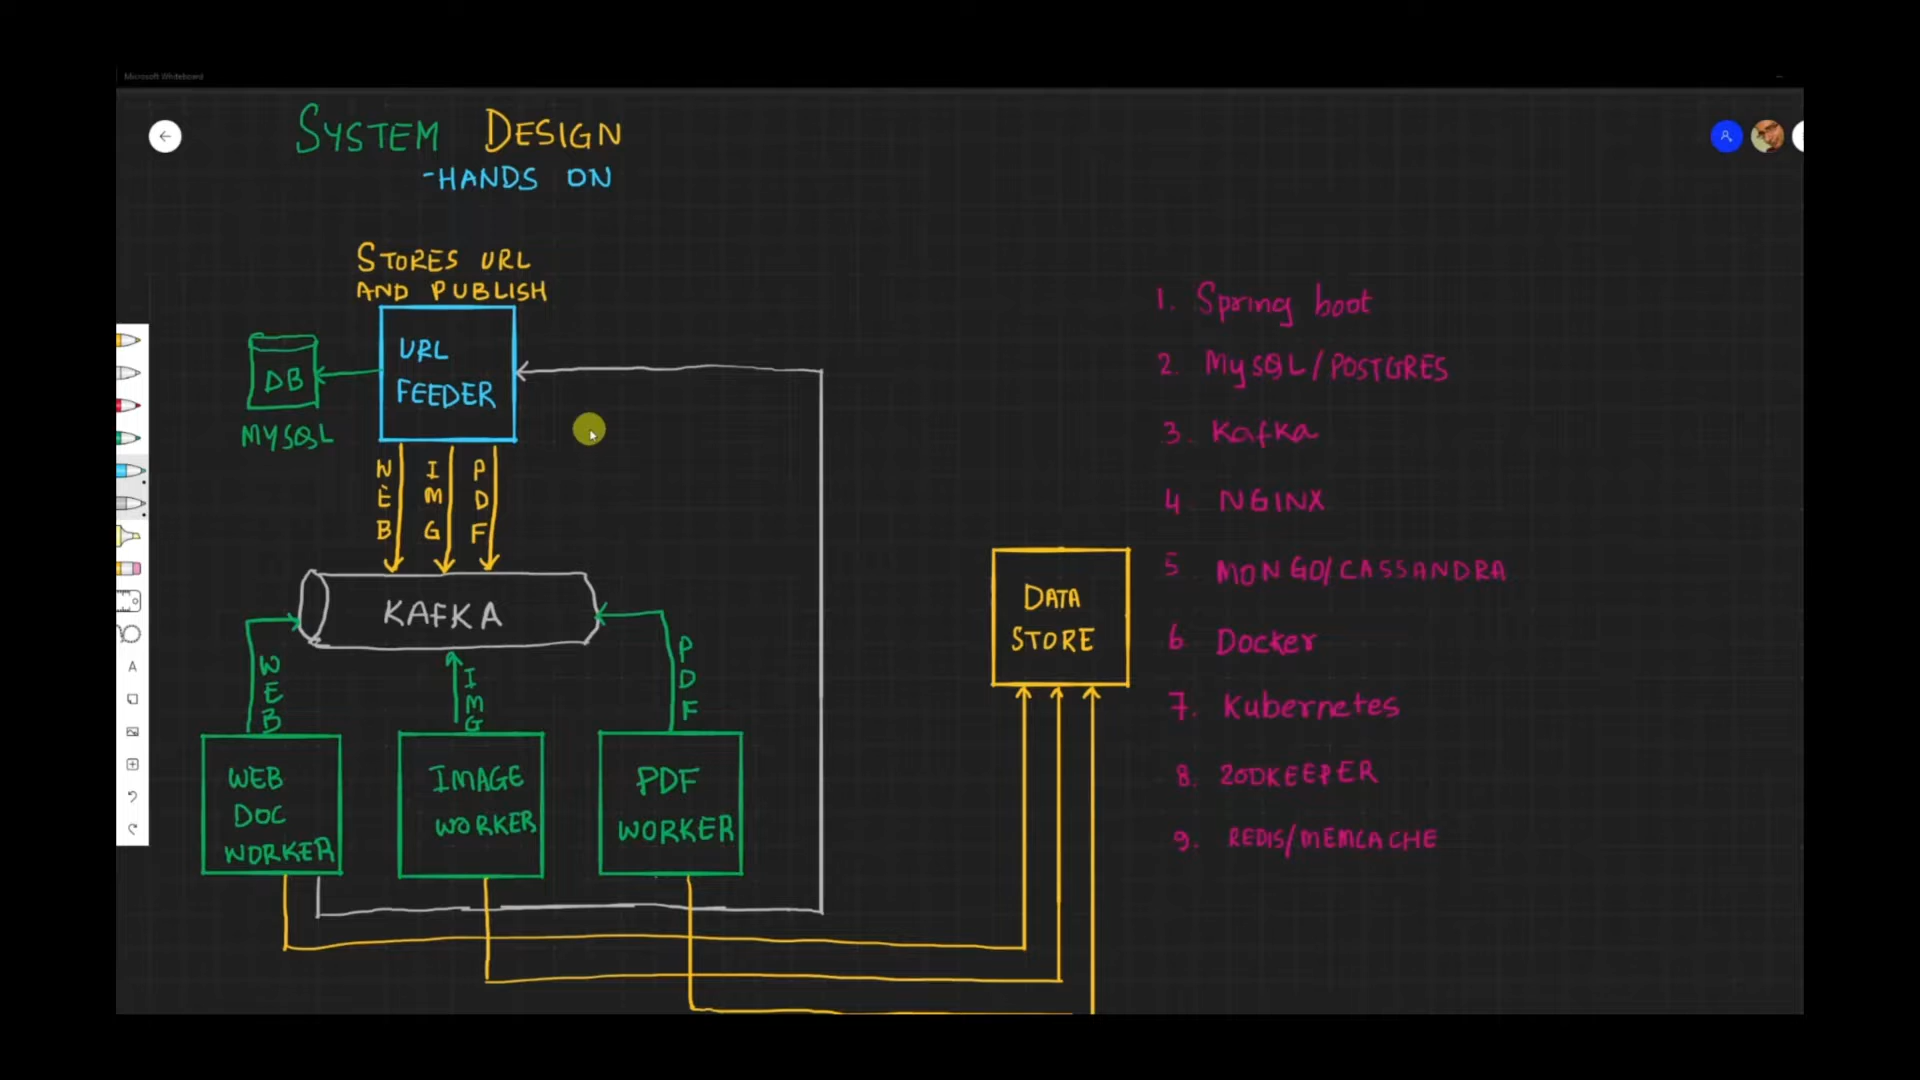 Microsoft Whiteboard
SYSTEM DESIGN
-HANDS ON
STORES URL
AND PUBLISH
URL
FEEDER
DB
MYSQL
WEB
IMG
PDF
KAFKA
WEB
IMG
PDF
WEB
DOC
WORKER
IMAGE
WORKER
PDF
WORKER
DATA
STORE
1. Spring boot
2. MySQL/POSTGRES
3. Kafka
4 NGINX
5 MONGO/CASSANDRA
6 Docker
7. Kubernetes
8. ZOOKEEPER
9. REDIS/MEMCACHE
A